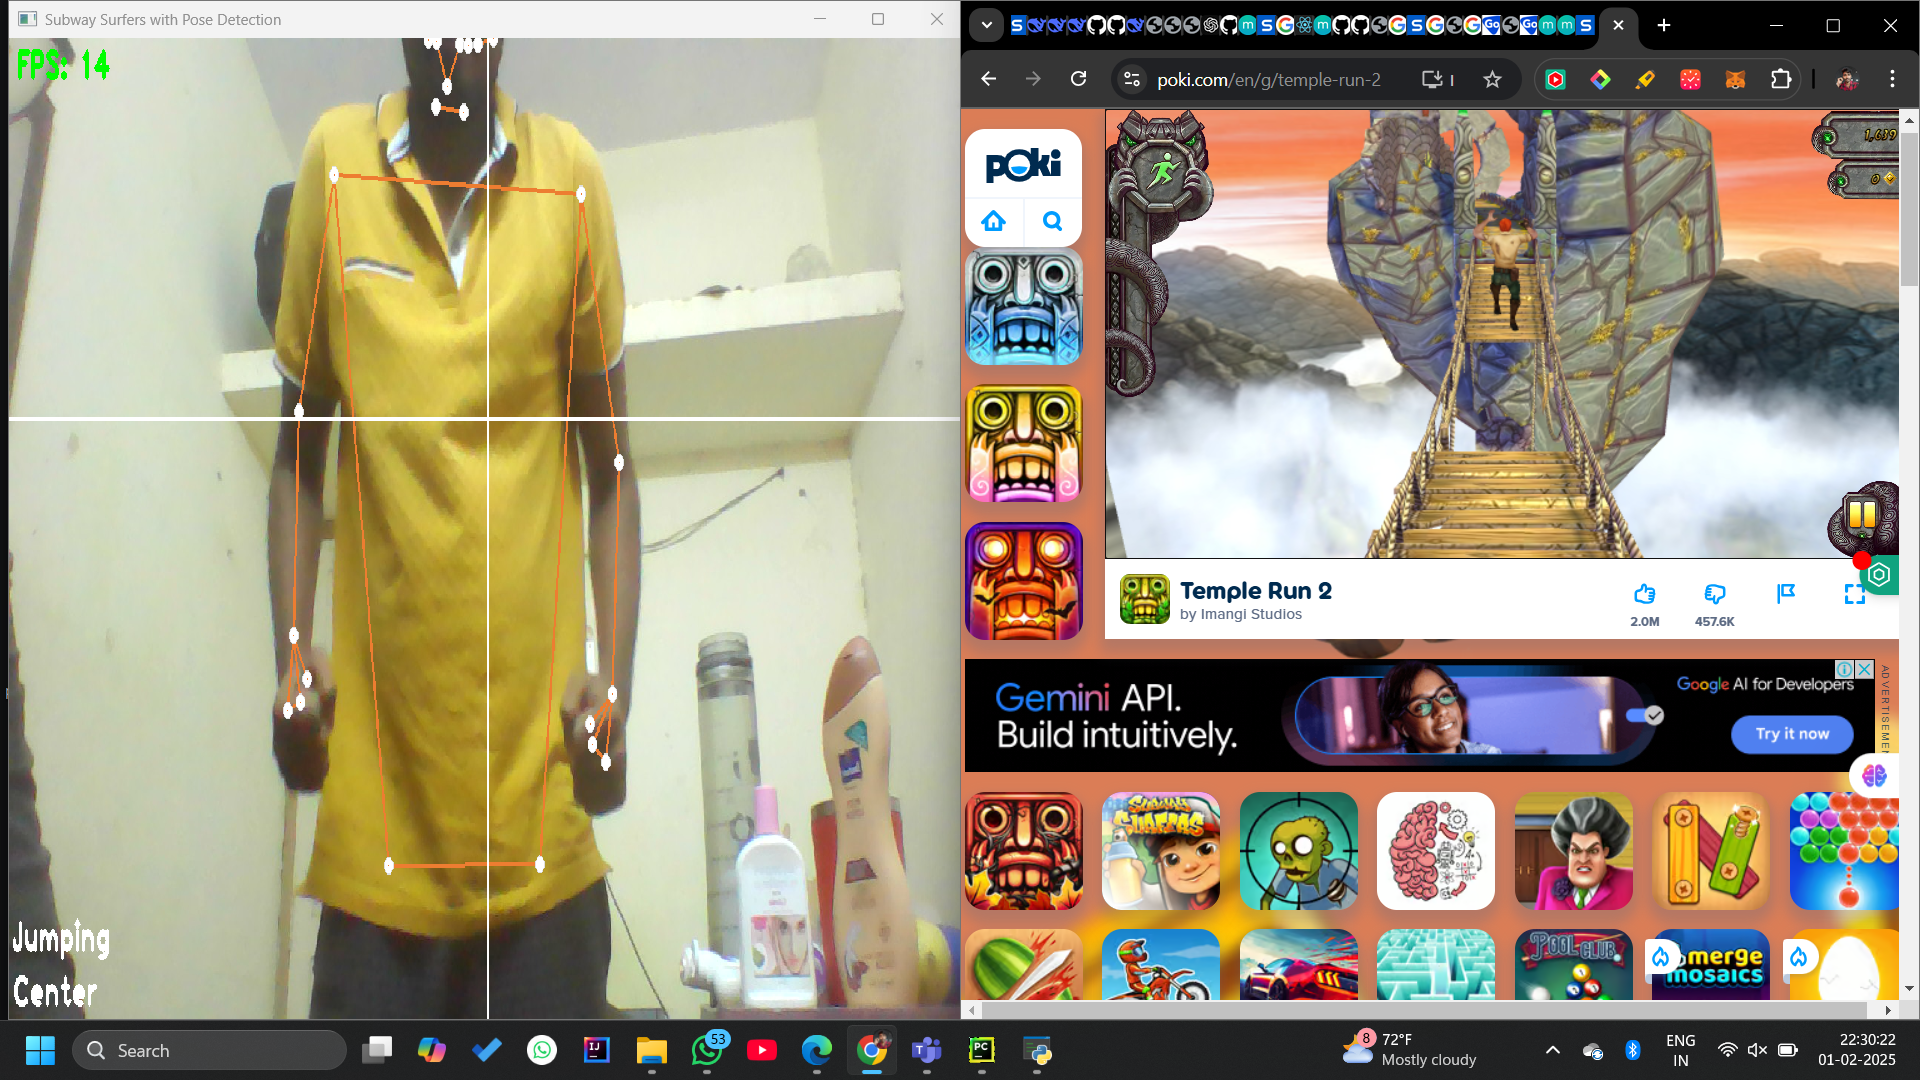 Subway Surfers with Pose Detection
FPS: 14
Jumping
Center
poki.com/en/g/temple-run-2
poki
1,639
0
Temple Run 2
by Imangi Studios
2.0M
457.6K
Gemini API.
Build intuitively.
Google AI for Developers
Try it now
SUBWAY
SURFERS
POOL CLUB
merge
mosaics
Search
53
8
72°F
Mostly cloudy
ENG
IN
22:30:22
01-02-2025